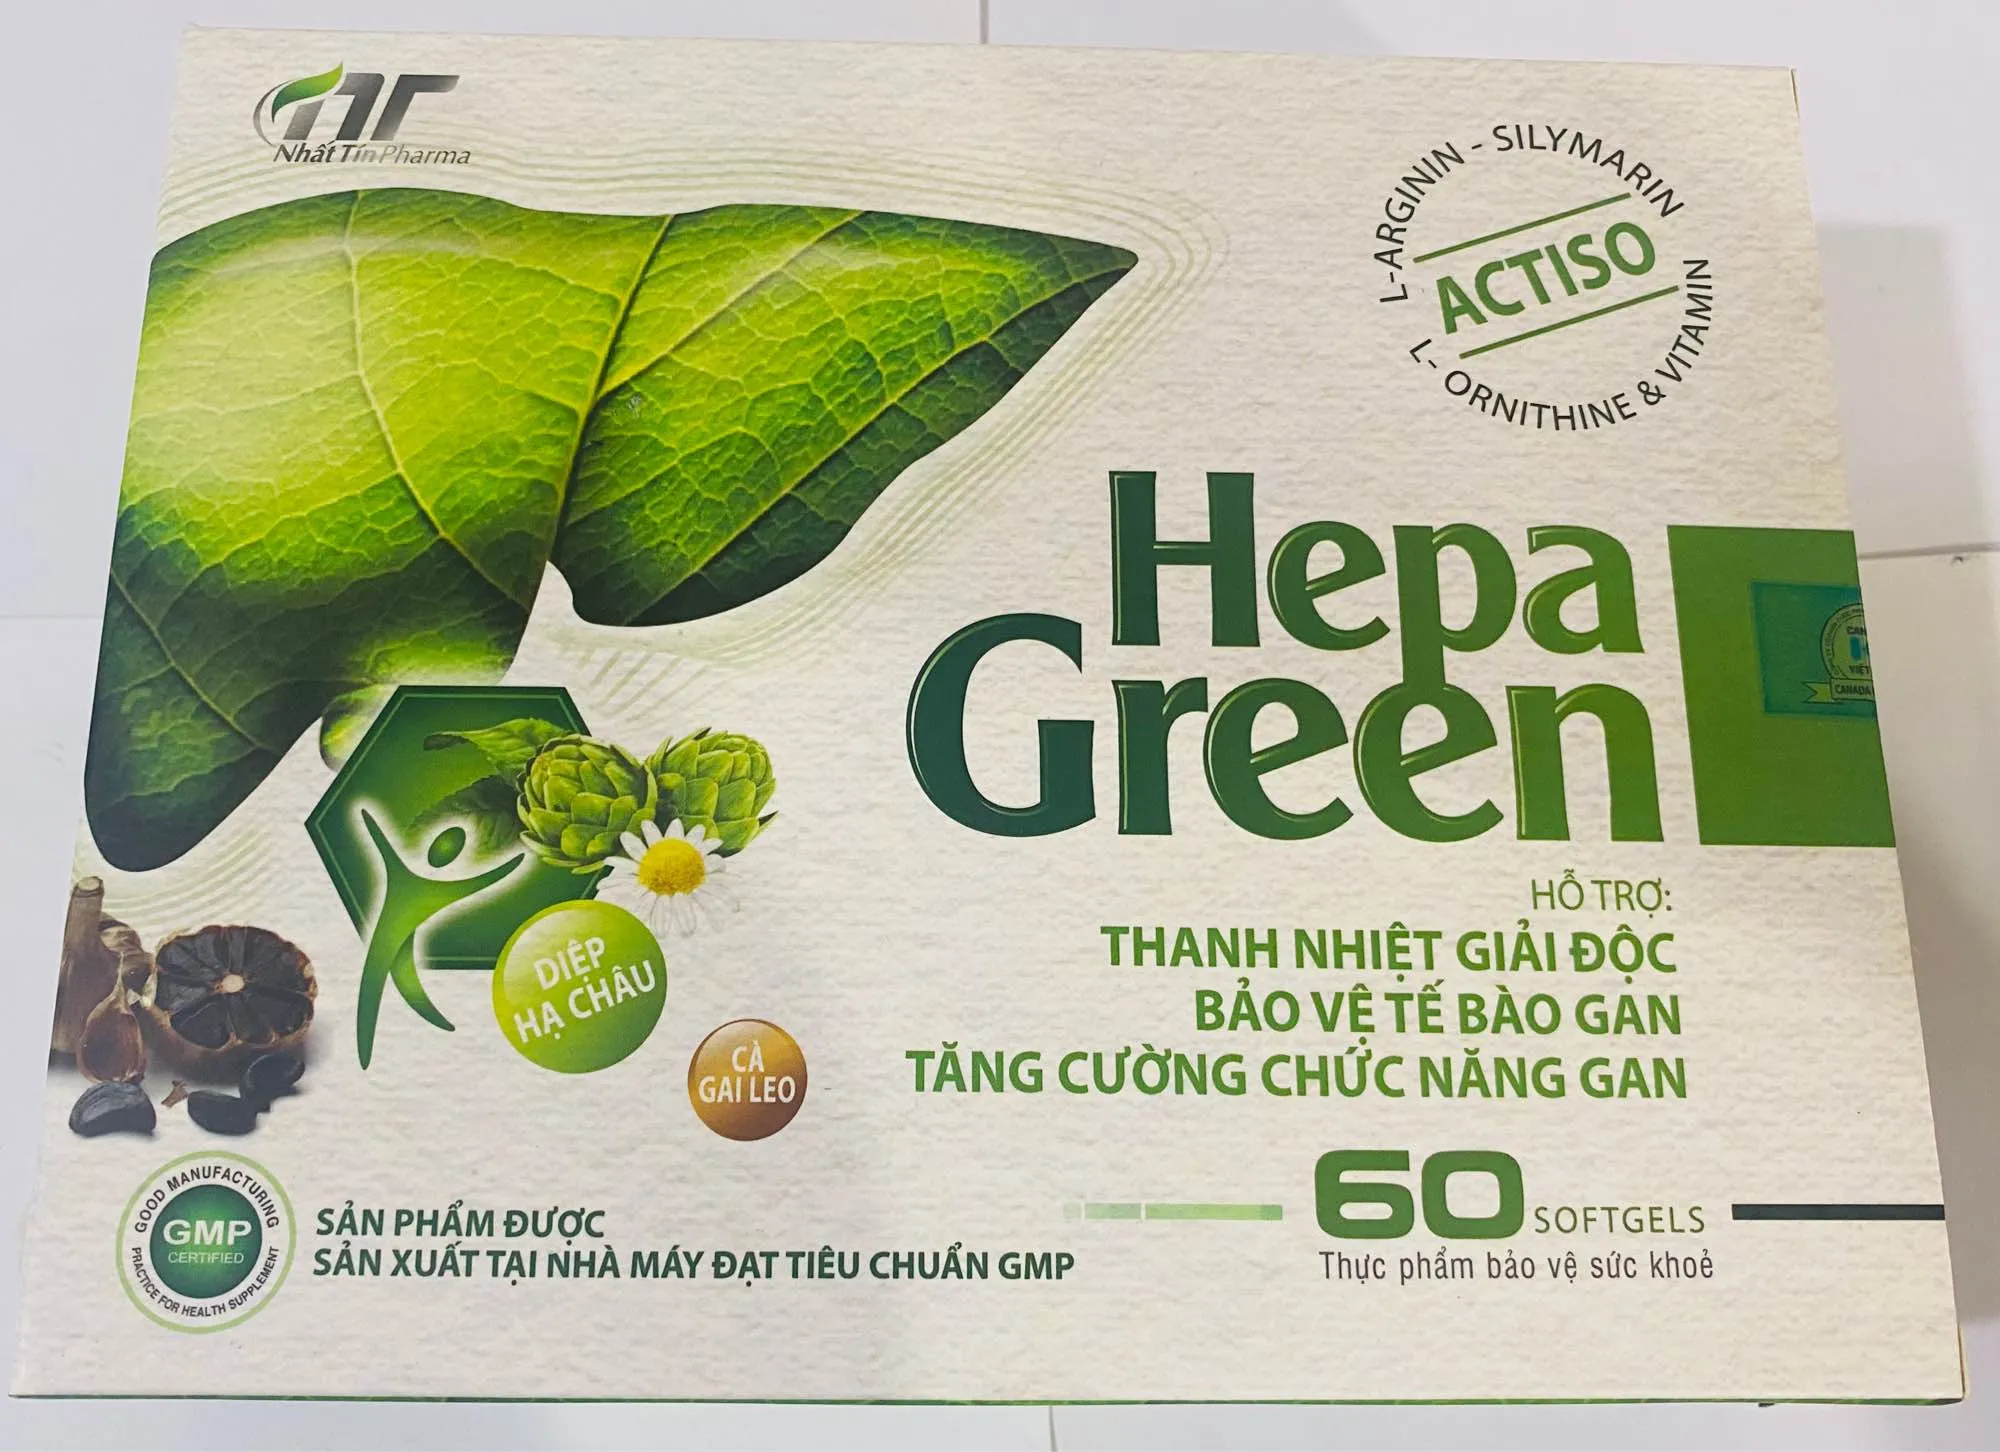 Nhất Tín Pharma
L-ARGININ - SILYMARIN
ACTISO
L- ORNITHINE & VITAMIN
Hepa
Green
HỖ TRỢ:
THANH NHIỆT GIẢI ĐỘC
BẢO VỆ TẾ BÀO GAN
TĂNG CƯỜNG CHỨC NĂNG GAN
DIỆP
HẠ CHÂU
CÀ
GAI LEO
GOOD MANUFACTURING
GMP
CERTIFIED
PRACTICE FOR HEALTH SUPPLEMENT
SẢN PHẨM ĐƯỢC
SẢN XUẤT TẠI NHÀ MÁY ĐẠT TIÊU CHUẨN GMP
60 SOFTGELS
Thực phẩm bảo vệ sức khoẻ